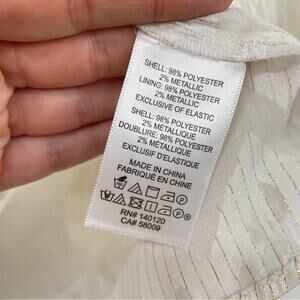 SHELL: 98% POLYESTER
2% METALLIC
LINING: 98% POLYESTER
2% METALLIC
EXCLUSIVE OF ELASTIC
SHELL: 98% POLYESTER
2% MÉTALLIQUE
DOUBLURE: 98% POLYESTER
2% MÉTALLIQUE
EXCLUSIF D'ELASTIQUE
MADE IN CHINA
FABRIQUÉ EN CHINE
RN# 140120
CA# 58009